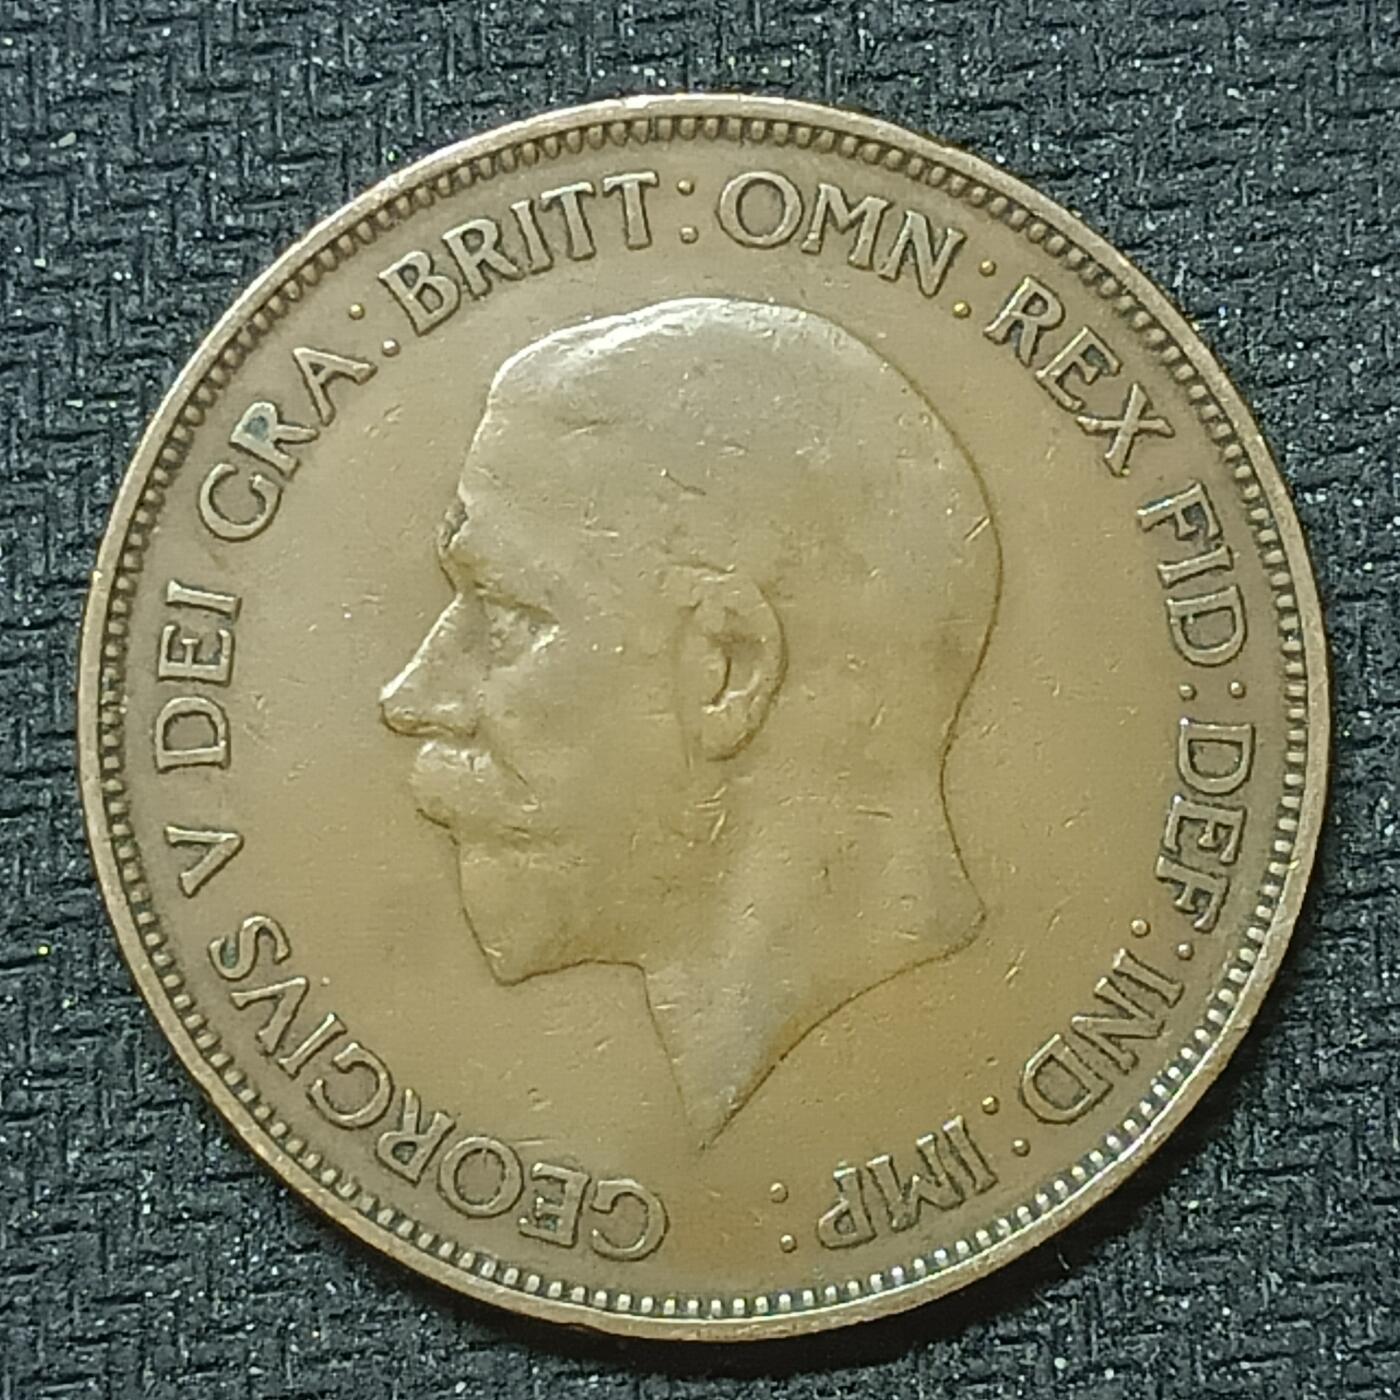 GEORGIVS V DEI GRA: BRITT: OMN: REX FID: DEF: IND: IMP: